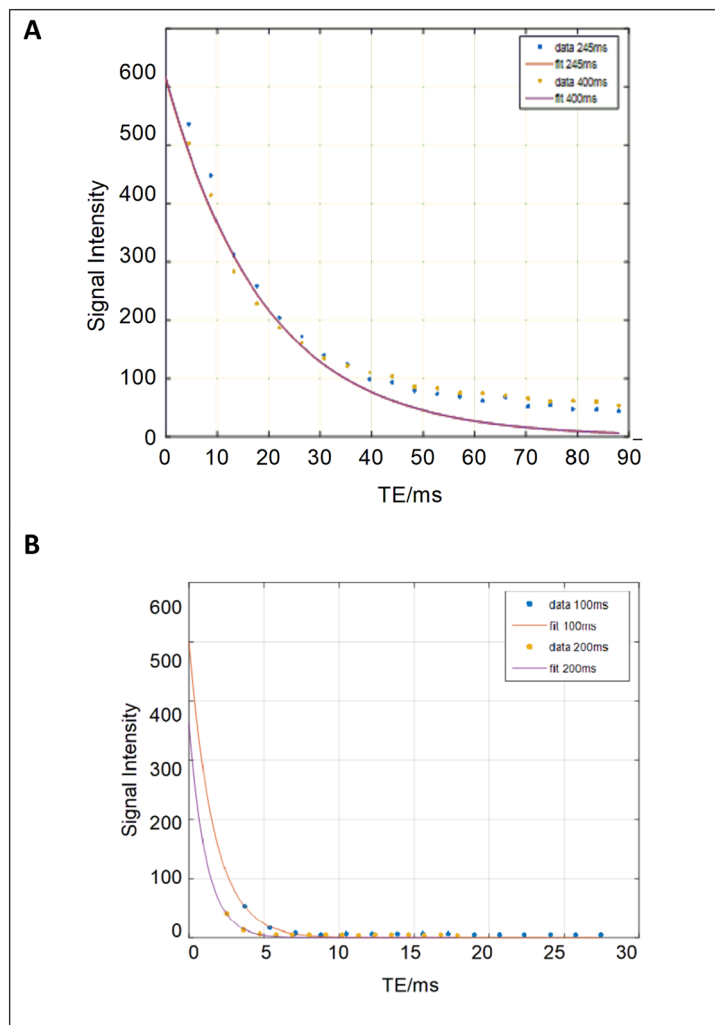 A
data 245ms
fit 245ms
data 400ms
fit 400ms
600
500
400
300
200
100
0
Signal Intensity
0 10 20 30 40 50 60 70 80 90
TE/ms
B
data 100ms
fit 100ms
data 200ms
fit 200ms
600
500
400
300
200
100
0
Signal Intensity
0 5 10 15 20 25 30
TE/ms